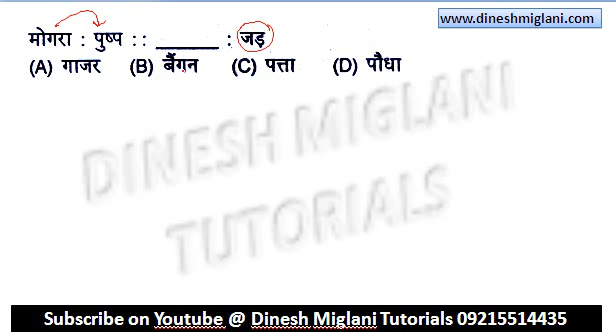 www.dineshmiglani.com
मोगरा : पुष्प : : ______ : जड़
(A) गाजर (B) बैंगन (C) पत्ता (D) पौधा
DINESH MIGLANI
TUTORIALS
Subscribe on Youtube @ Dinesh Miglani Tutorials 09215514435